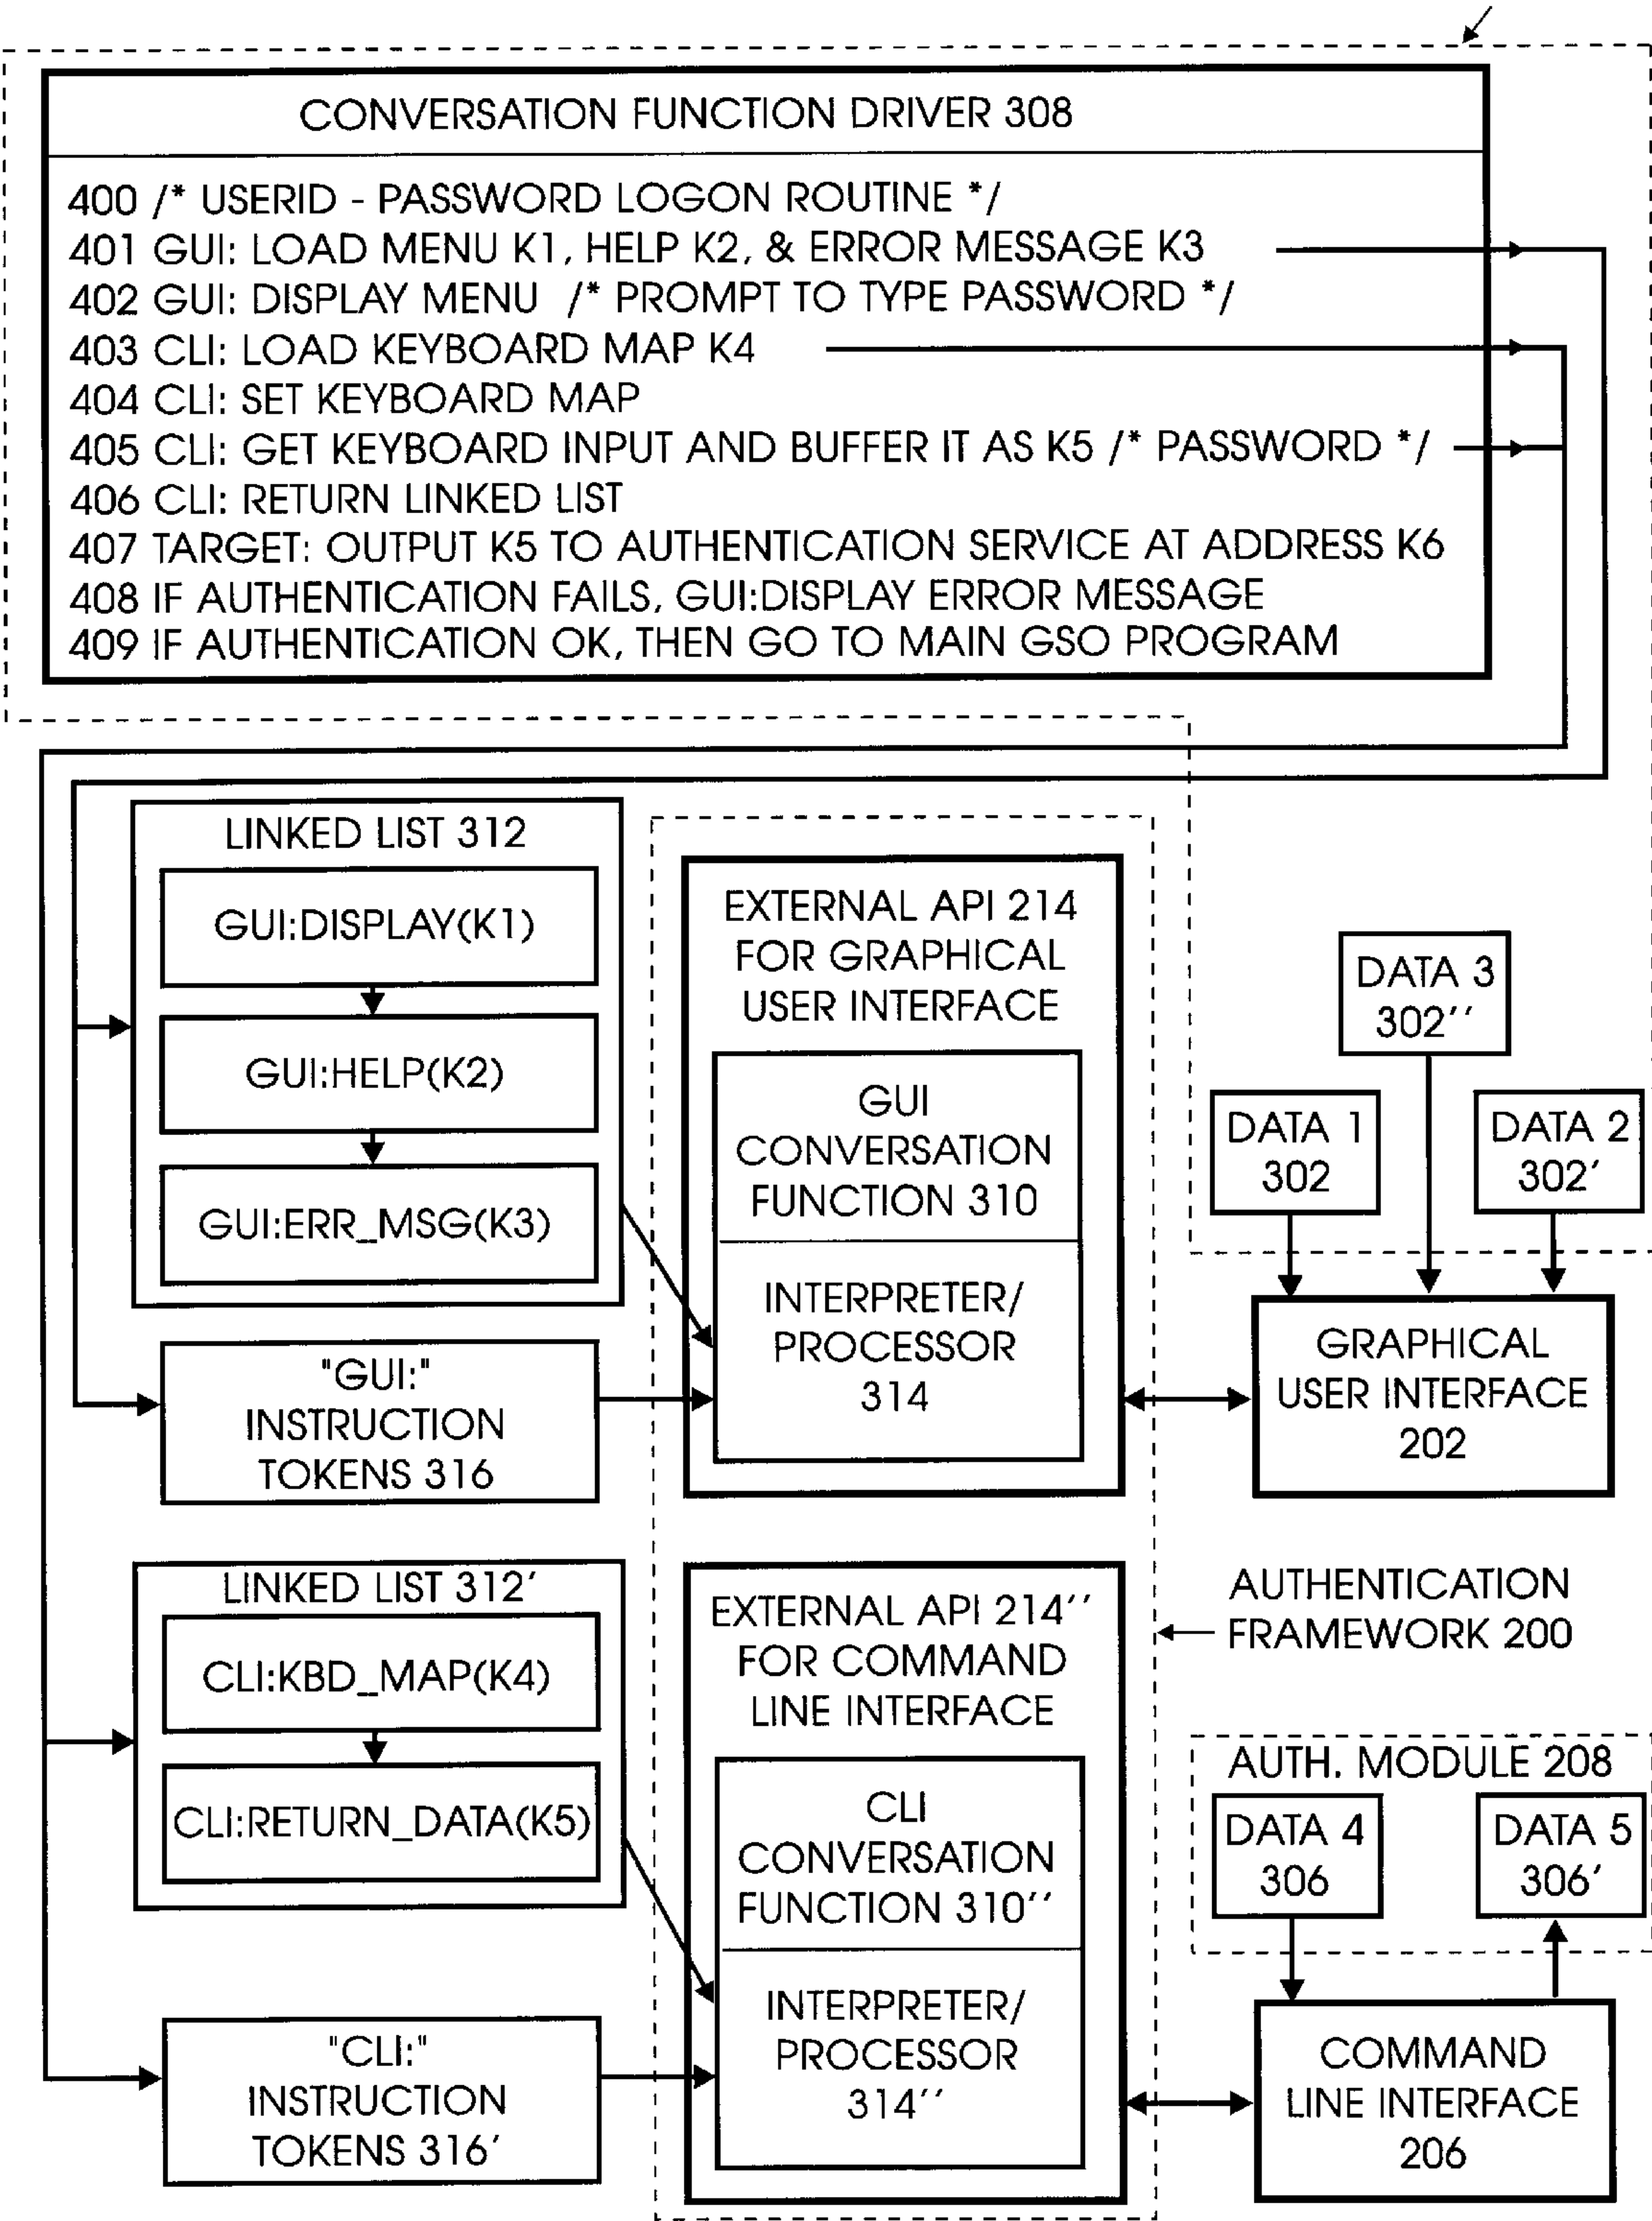 CONVERSATION FUNCTION DRIVER 308
400 /* USERID - PASSWORD LOGON ROUTINE */
401 GUI: LOAD MENU K1, HELP K2, & ERROR MESSAGE K3
402 GUI: DISPLAY MENU /* PROMPT TO TYPE PASSWORD */
403 CLI: LOAD KEYBOARD MAP K4
404 CLI: SET KEYBOARD MAP
405 CLI: GET KEYBOARD INPUT AND BUFFER IT AS K5 /* PASSWORD */
406 CLI: RETURN LINKED LIST
407 TARGET: OUTPUT K5 TO AUTHENTICATION SERVICE AT ADDRESS K6
408 IF AUTHENTICATION FAILS, GUI:DISPLAY ERROR MESSAGE
409 IF AUTHENTICATION OK, THEN GO TO MAIN GSO PROGRAM
LINKED LIST 312
GUI:DISPLAY(K1)
GUI:HELP(K2)
GUI:ERR_MSG(K3)
"GUI:"
INSTRUCTION
TOKENS 316
EXTERNAL API 214
FOR GRAPHICAL
USER INTERFACE
GUI
CONVERSATION
FUNCTION 310
INTERPRETER/
PROCESSOR
314
DATA 3
302''
DATA 1
302
DATA 2
302'
GRAPHICAL
USER INTERFACE
202
LINKED LIST 312'
CLI:KBD_MAP(K4)
CLI:RETURN_DATA(K5)
"CLI:"
INSTRUCTION
TOKENS 316'
EXTERNAL API 214''
FOR COMMAND
LINE INTERFACE
CLI
CONVERSATION
FUNCTION 310''
INTERPRETER/
PROCESSOR
314''
AUTHENTICATION
FRAMEWORK 200
AUTH. MODULE 208
DATA 4
306
DATA 5
306'
COMMAND
LINE INTERFACE
206